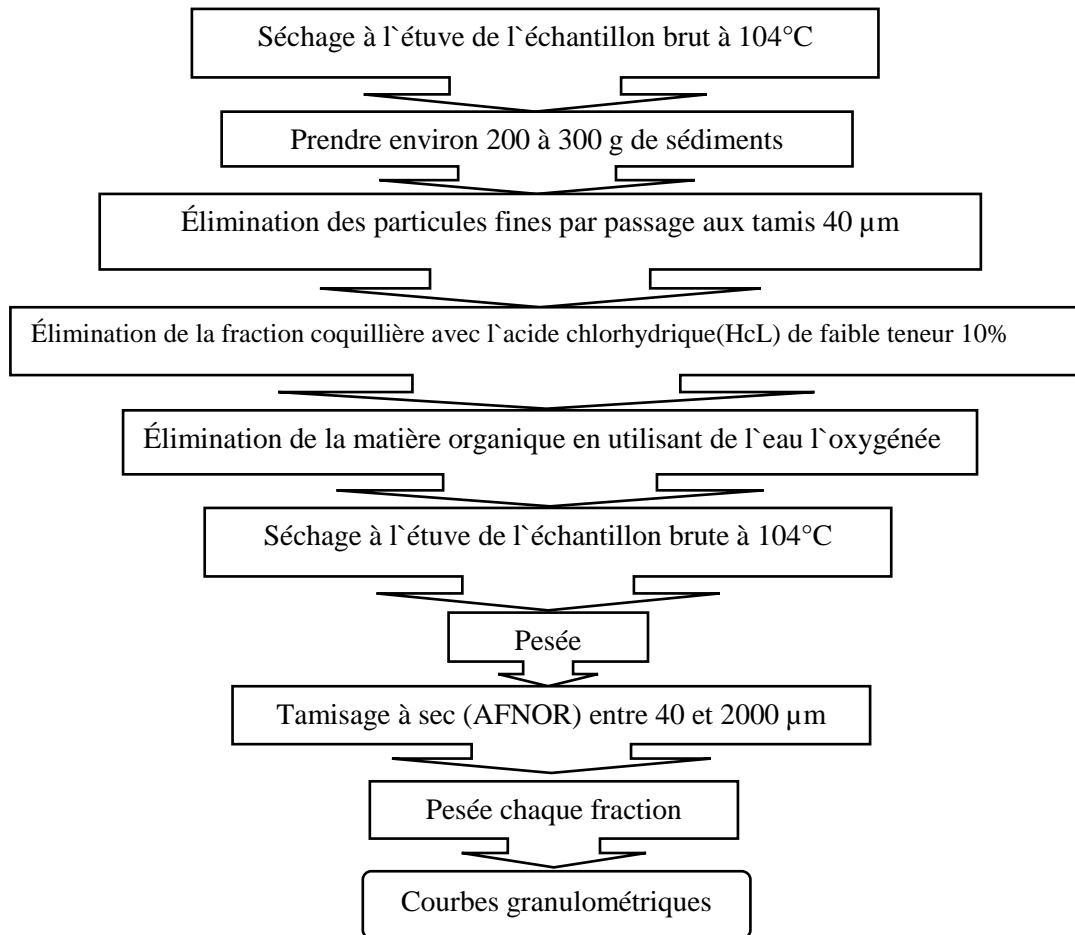 Séchage à l`étuve de l`échantillon brut à 104°C
Prendre environ 200 à 300 g de sédiments
Élimination des particules fines par passage aux tamis 40 µm
Élimination de la fraction coquillière avec l`acide chlorhydrique(HcL) de faible teneur 10%
Élimination de la matière organique en utilisant de l`eau l`oxygénée
Séchage à l`étuve de l`échantillon brute à 104°C
Pesée
Tamisage à sec (AFNOR) entre 40 et 2000 µm
Pesée chaque fraction
Courbes granulométriques